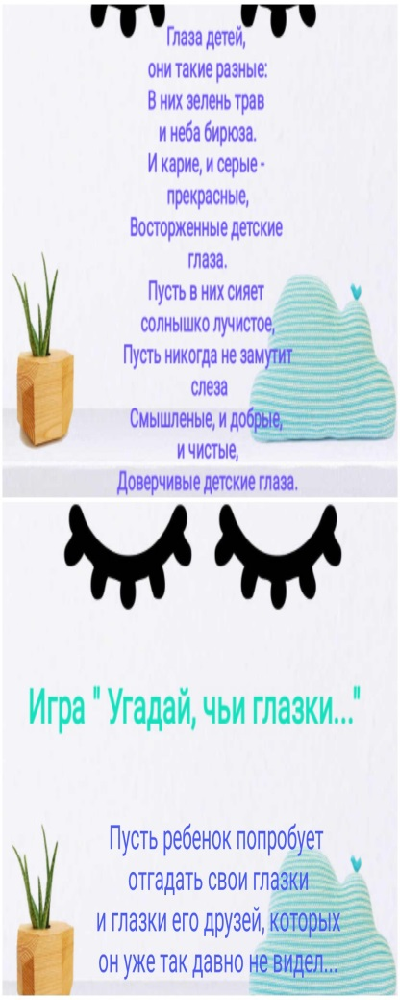 Глаза детей,
они такие разные:
В них зелень трав
и неба бирюза.
И карие, и серые -
прекрасные,
Восторженные детские
глаза.
Пусть в них сияет
солнышко лучистое,
Пусть никогда не замутит
слеза
Смышленые, и добрые,
и чистые,
Доверчивые детские глаза.
Игра " Угадай, чьи глазки..."
Пусть ребенок попробует
отгадать свои глазки
и глазки его друзей, которых
он уже так давно не видел...